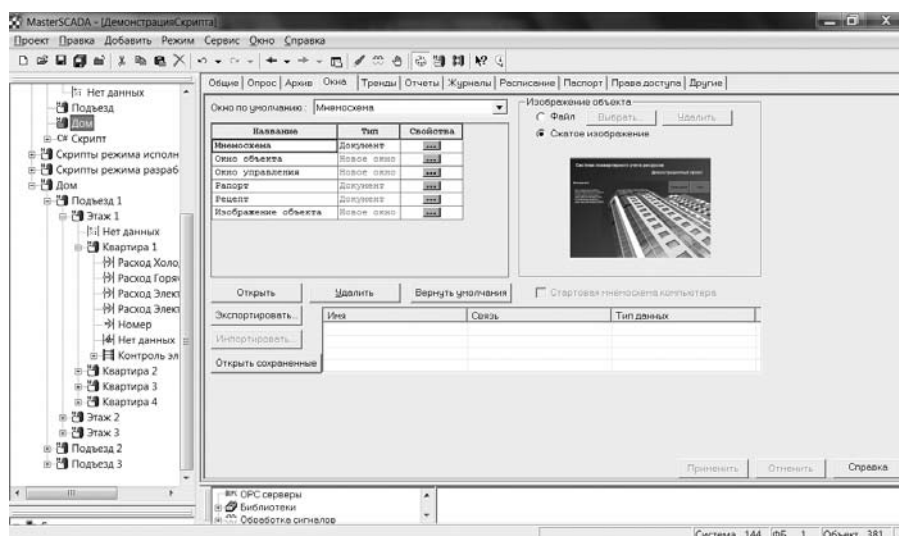 MasterSCADA - [ДемонстрацияСкрипта]
Проект Правка Добавить Режим Сервис Окно Справка
Нет данных
Подъезд
Дом
C# Скрипт
Скрипты режима исполн
Скрипты режима разраб
Дом
Подъезд 1
Этаж 1
Нет данных
Квартира 1
Расход Холо
Расход Горя
Расход Элект
Расход Элект
Номер
Нет данных
Контроль эл
Квартира 2
Квартира 3
Квартира 4
Этаж 2
Этаж 3
Подъезд 2
Подъезд 3
Общие Опрос Архив Окна Тренды Отчеты Журналы Расписание Паспорт Права доступа Другие
Окно по умолчанию: Мнемосхема
Название Тип Свойства
Мнемосхема Документ ...
Окно объекта Новое окно ...
Окно управления Новое окно ...
Рапорт Документ ...
Рецепт Документ ...
Изображение объекта Новое окно ...
Изображение объекта
Файл Выбрать... Удалить
Сжатое изображение
Открыть Удалить Вернуть умолчания
Стартовая мнемосхема компьютера
Экспортировать...
Импортировать...
Открыть сохраненные
Имя Связь Тип данных
Применить Отменить Справка
OPC серверы
Библиотеки
Обработка сигналов
Система 144 ФБ 1 Объект 381